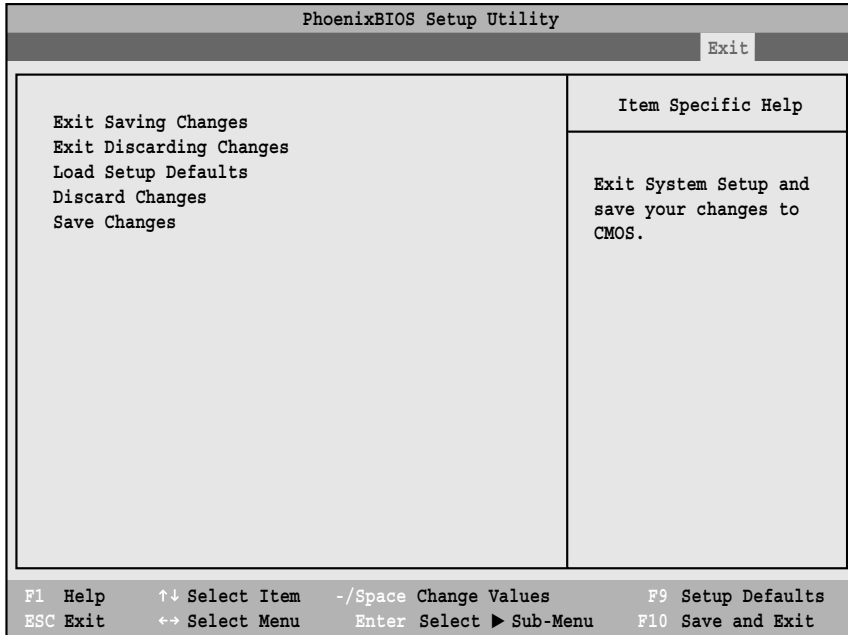 PhoenixBIOS Setup Utility
Exit
Exit Saving Changes
Exit Discarding Changes
Load Setup Defaults
Discard Changes
Save Changes
Item Specific Help
Exit System Setup and
save your changes to
CMOS.
F1 Help ↑↓ Select Item -/Space Change Values F9 Setup Defaults
ESC Exit ←→ Select Menu Enter Select ▶ Sub-Menu F10 Save and Exit